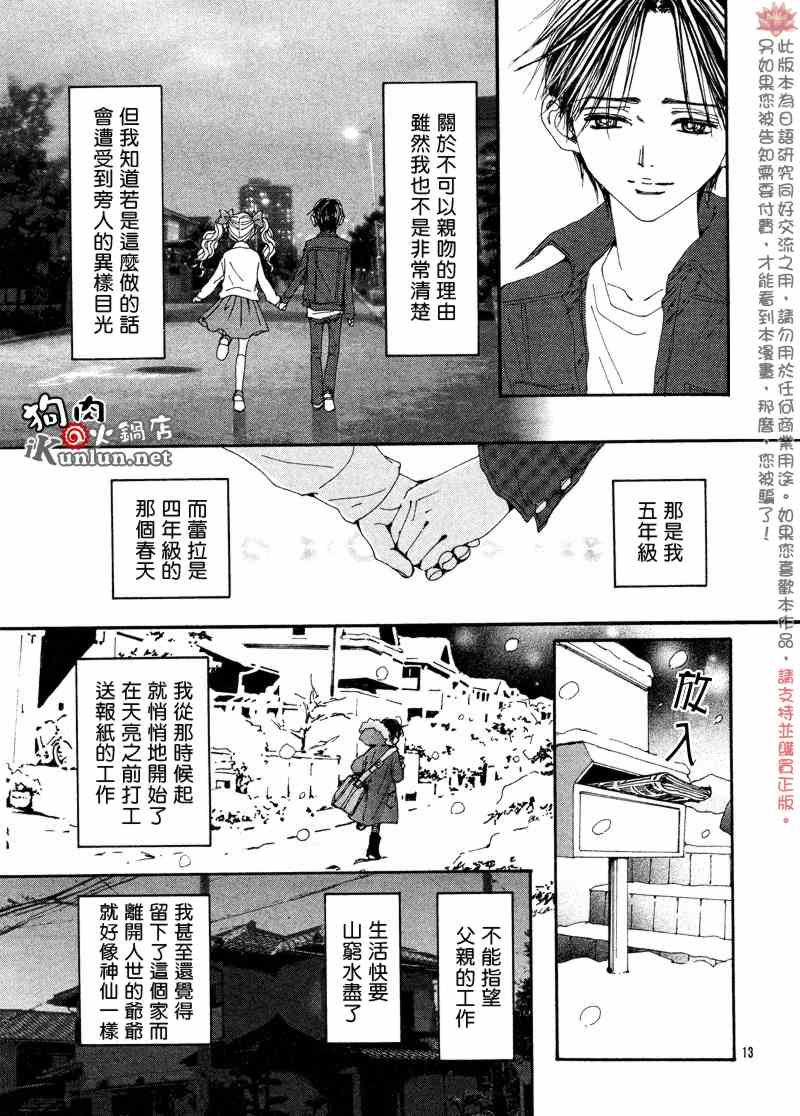 關於不可以親吻的理由
雖然我也不是非常清楚
但我知道若是這麼做的話
會遭受到旁人的異樣目光
狗肉火鍋店
iKunlun.net
那是我
五年級
而蕾拉是
四年級的
那個春天
放入
我從那時候起
就悄悄地開始了
在天亮之前打工
送報紙的工作
不能指望
父親的工作
生活快要
山窮水盡了
我甚至還覺得
留下了這個家而
離開人世的爺爺
就好像神仙一樣
13
此版本為日語研究同好交流之用，請勿用於任何商業用途。如果您喜歡本作品，請支持並購買正版。
只如果您被告知需要付費，才能看到本漫畫，那麼，您被騙了！